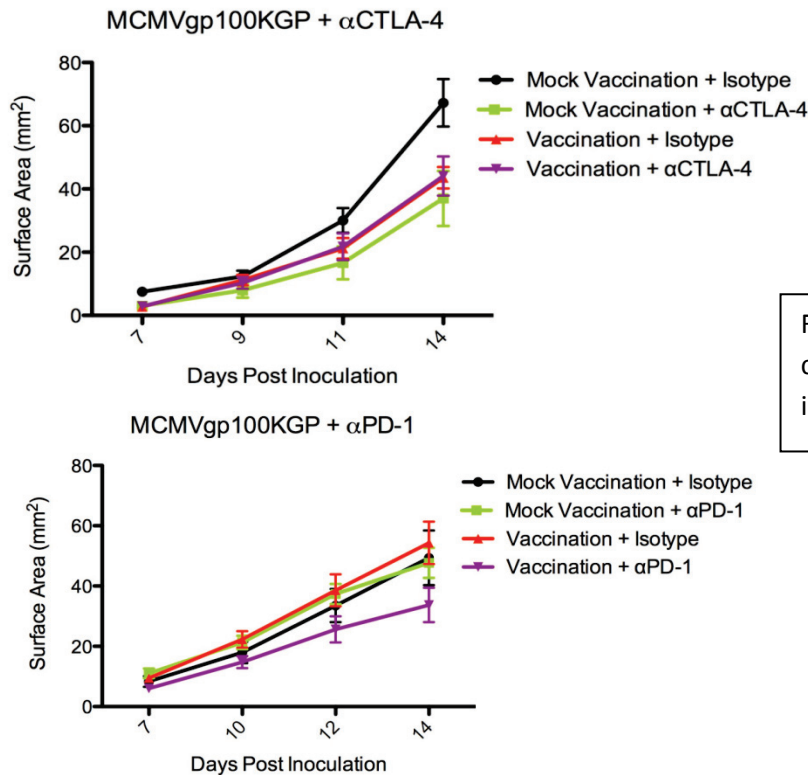 MCMVgp100KGP + αCTLA-4
80
60
40
20
0
Surface Area (mm²)
7
9
11
14
Days Post Inoculation
Mock Vaccination + Isotype
Mock Vaccination + αCTLA-4
Vaccination + Isotype
Vaccination + αCTLA-4
MCMVgp100KGP + αPD-1
80
60
40
20
0
Surface Area (mm²)
7
10
12
14
Days Post Inoculation
Mock Vaccination + Isotype
Mock Vaccination + αPD-1
Vaccination + Isotype
Vaccination + αPD-1